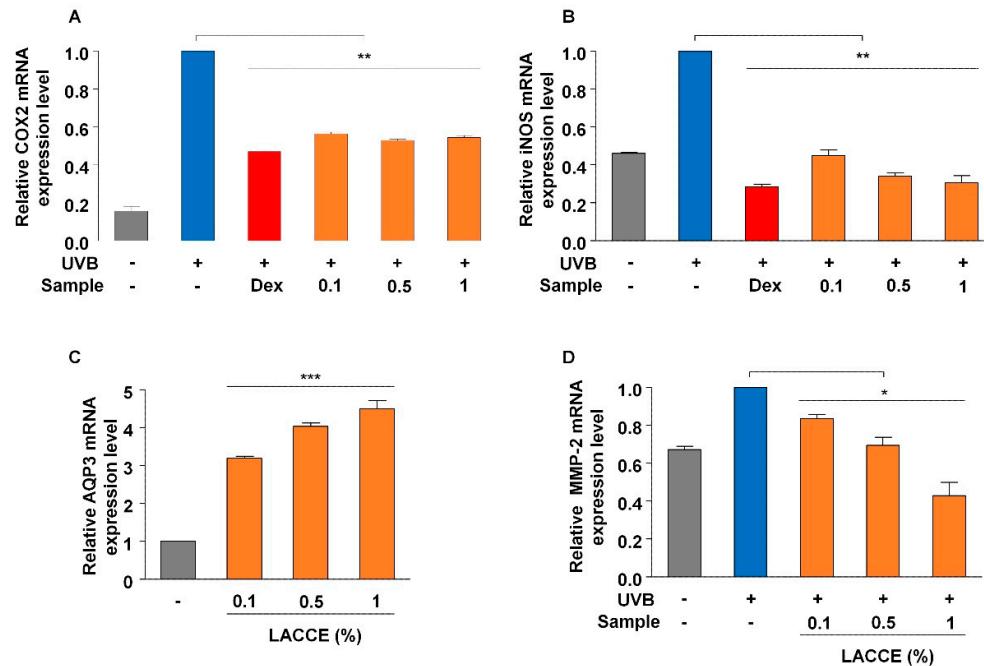 A
Relative COX2 mRNA
expression level
1.0
0.8
0.6
0.4
0.2
0.0
**
UVB - + + + + +
Sample - - Dex 0.1 0.5 1
B
Relative iNOS mRNA
expression level
1.0
0.8
0.6
0.4
0.2
0.0
**
UVB - + + + + +
Sample - - Dex 0.1 0.5 1
C
Relative AQP3 mRNA
expression level
5
4
3
2
1
0
***
- 0.1 0.5 1
LACCE (%)
D
Relative MMP-2 mRNA
expression level
1.0
0.8
0.6
0.4
0.2
0.0
*
UVB - + + + +
Sample - - 0.1 0.5 1
LACCE (%)